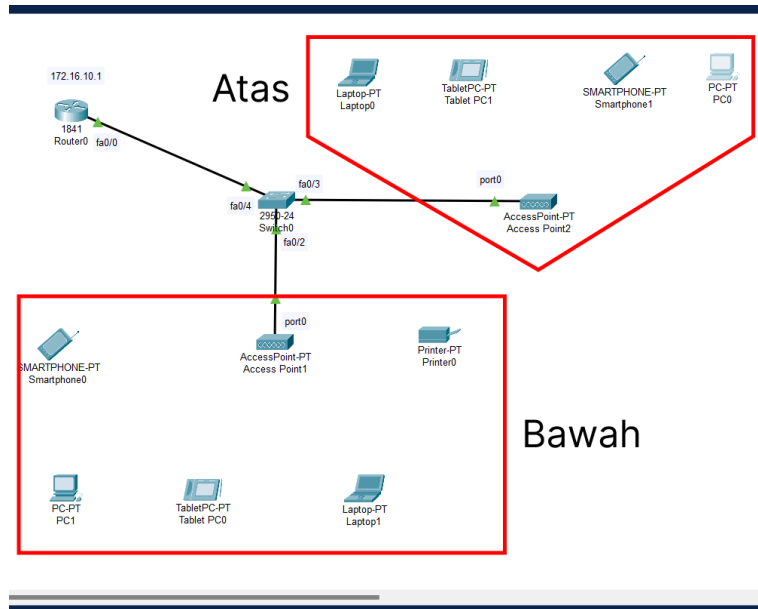 172.16.10.1
1841
Router0
fa0/0
Atas
Laptop-PT
Laptop0
TabletPC-PT
Tablet PC1
SMARTPHONE-PT
Smartphone1
PC-PT
PC0
fa0/3
port0
fa0/4
2950-24
Switch0
fa0/2
AccessPoint-PT
Access Point2
port0
SMARTPHONE-PT
Smartphone0
AccessPoint-PT
Access Point1
Printer-PT
Printer0
Bawah
PC-PT
PC1
TabletPC-PT
Tablet PC0
Laptop-PT
Laptop1